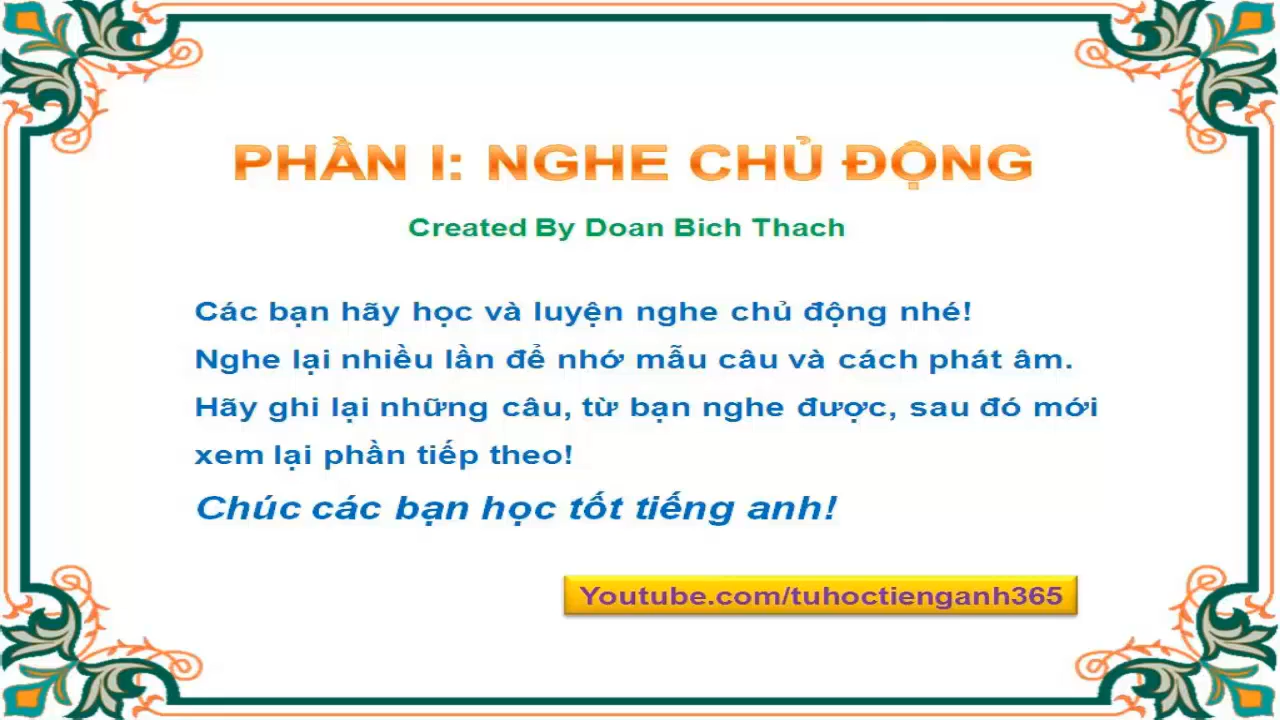 PHẦN I: NGHE CHỦ ĐỘNG
Created By Doan Bich Thach
Các bạn hãy học và luyện nghe chủ động nhé!
Nghe lại nhiều lần để nhớ mẫu câu và cách phát âm.
Hãy ghi lại những câu, từ bạn nghe được, sau đó mới
xem lại phần tiếp theo!
Chúc các bạn học tốt tiếng anh!
Youtube.com/tuhoctienganh365